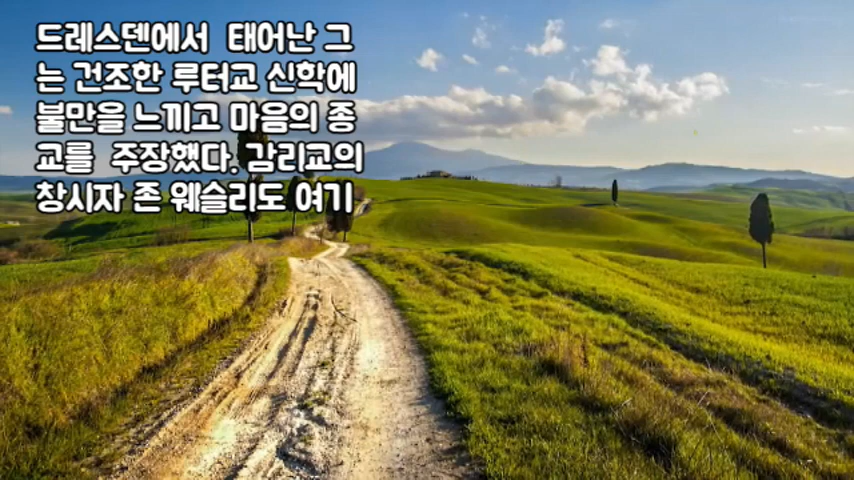 드레스덴에서 태어난 그
는 건조한 루터교 신학에
불만을 느끼고 마음의 종
교를 주장했다. 감리교의
창시자 존 웨슬리도 여기